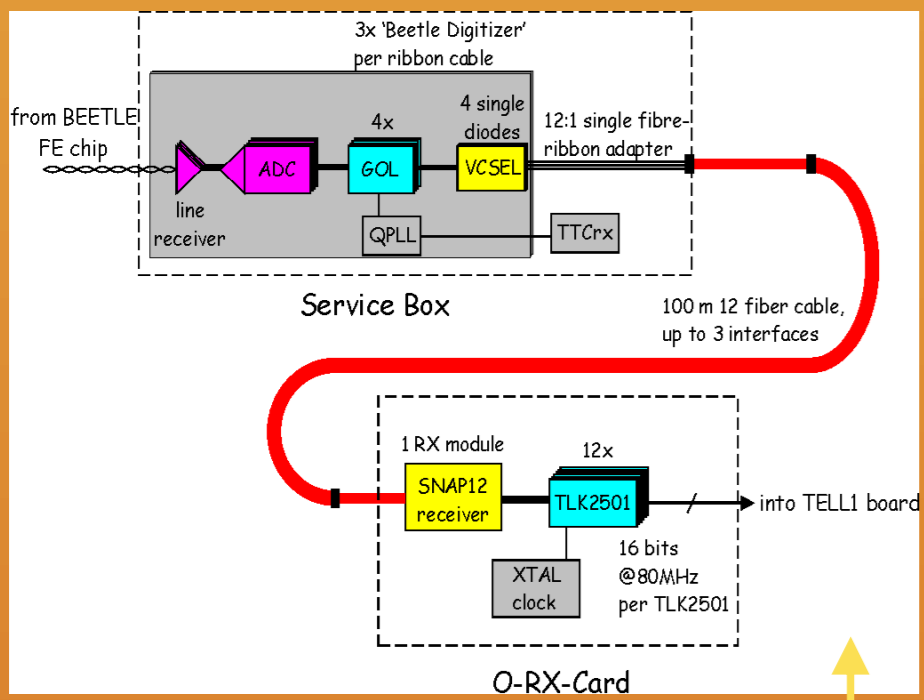 3x 'Beetle Digitizer'
per ribbon cable
from BEETLE
FE chip
4x
4 single
diodes
12:1 single fibre-
ribbon adapter
ADC
GOL
VCSEL
line
receiver
QPLL
TTCrx
Service Box
100 m 12 fiber cable,
up to 3 interfaces
1 RX module
12x
SNAP12
receiver
TLK2501
into TELL1 board
XTAL
clock
16 bits
@80MHz
per TLK2501
O-RX-Card